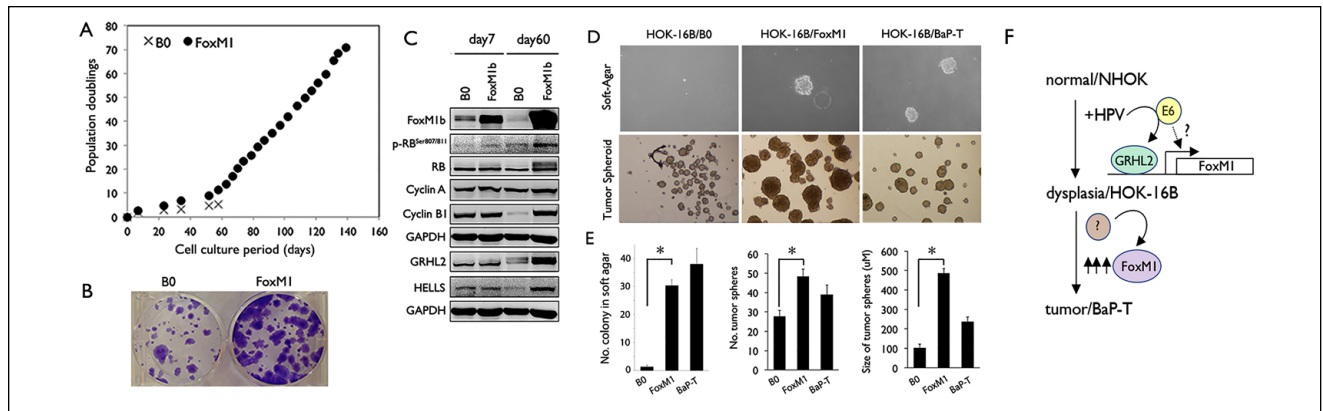 A
B0
FoxM1
80
70
60
50
40
30
20
10
0
0 20 40 60 80 100 120 140 160
Population doublings
Cell culture period (days)
B
B0 FoxM1
C
day7 day60
B0 FoxM1b B0 FoxM1b
FoxM1b
p-RBSer807/811
RB
Cyclin A
Cyclin B1
GAPDH
GRHL2
HELLS
GAPDH
D
HOK-16B/B0 HOK-16B/FoxM1 HOK-16B/BaP-T
Soft-Agar
Tumor Spheroid
E
No. colony in soft agar
40
30
20
10
0
*
B0 FoxM1 BaP-T
No. tumor spheres
60
50
40
30
20
10
0
*
B0 FoxM1 BaP-T
Size of tumor spheres (uM)
600
500
400
300
200
100
0
*
B0 FoxM1 BaP-T
F
normal/NHOK
+HPV
E6
?
GRHL2
FoxM1
dysplasia/HOK-16B
?
FoxM1
tumor/BaP-T